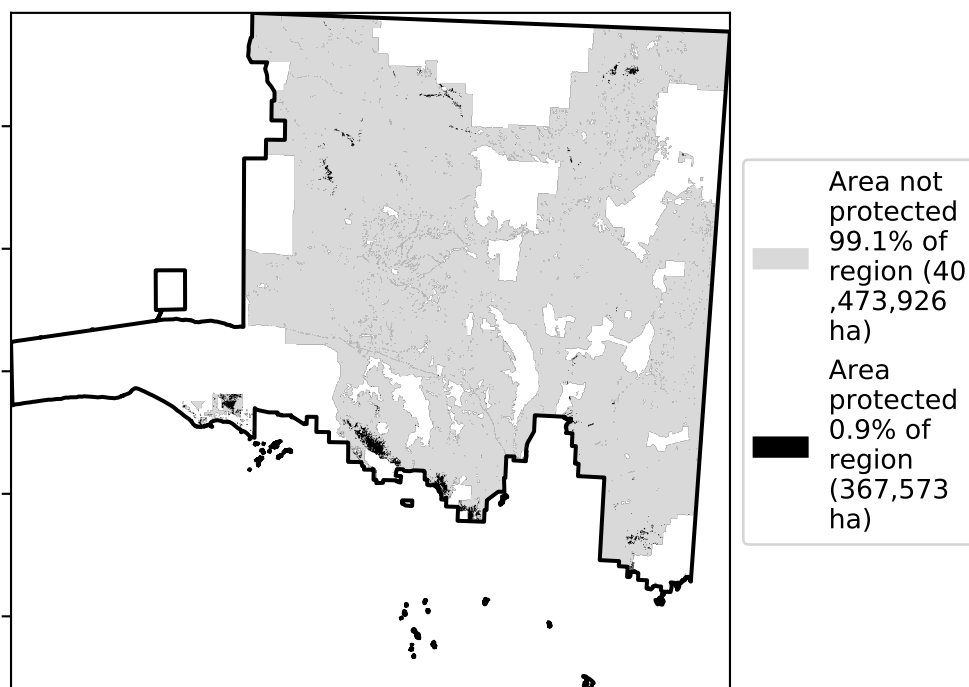 Area not
protected
99.1% of
region (40
,473,926
ha)
Area
protected
0.9% of
region
(367,573
ha)